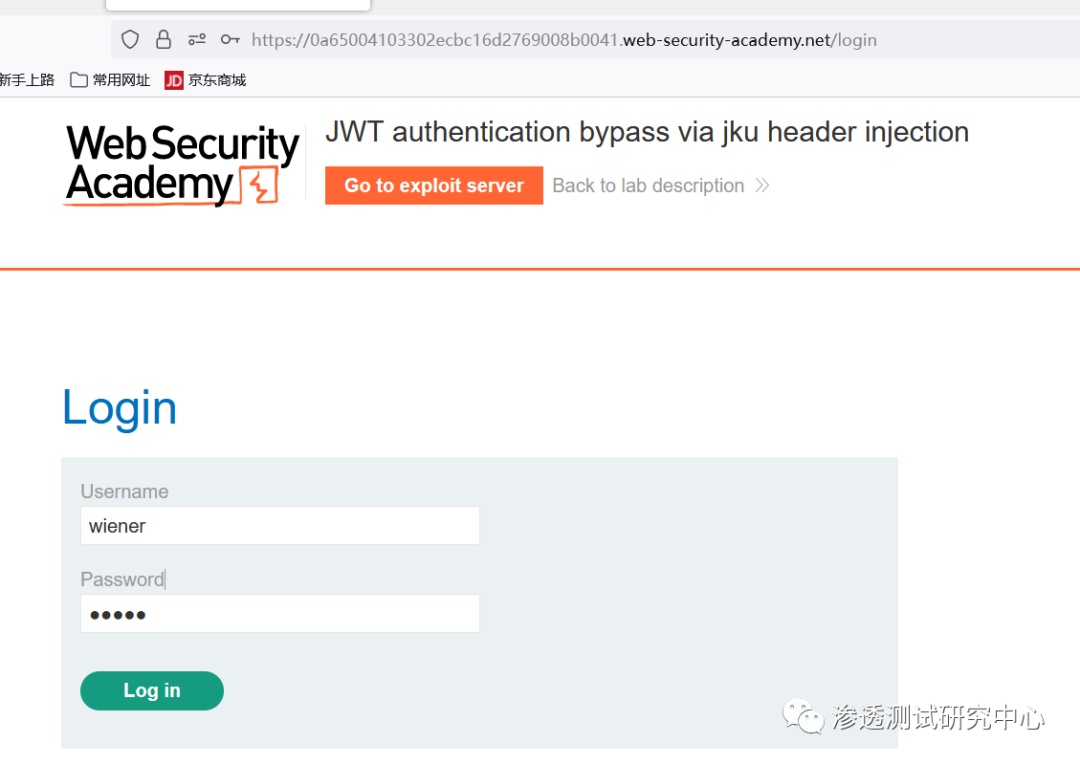 https://0a65004103302ecbc16d2769008b0041.web-security-academy.net/login
新手上路 常用网址 JD 京东商城
Web Security
Academy
JWT authentication bypass via jku header injection
Go to exploit server Back to lab description
Login
Username
wiener
Password
●●●●●
Log in
渗透测试研究中心